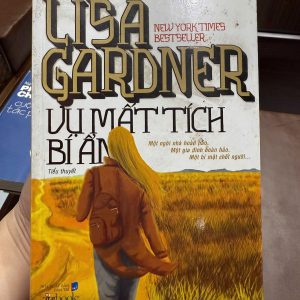 LISA
GARDNER
NEW YORK TIMES
BESTSELLER...
VỤ MẤT TÍCH
BÍ ẨN
Tiểu thuyết
Một ngôi nhà hoàn hảo,
Một gia đình hoàn hảo.
Một bí mật chết người...